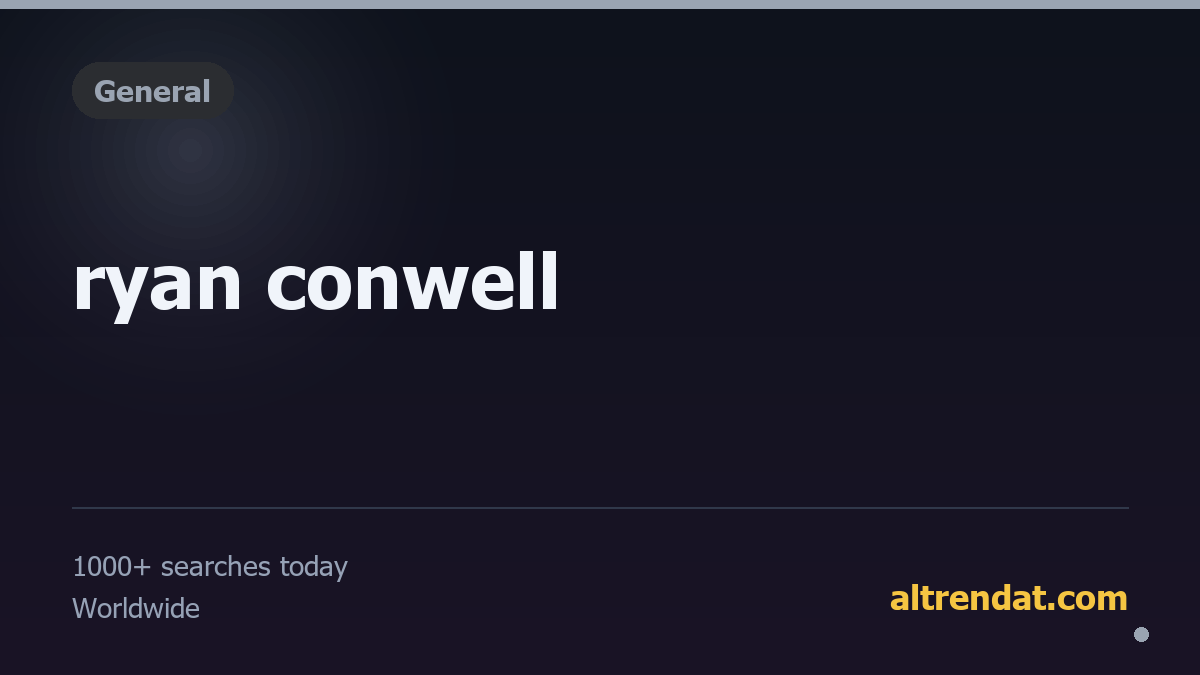 General
ryan conwell
1000+ searches today
Worldwide
altrendat.com